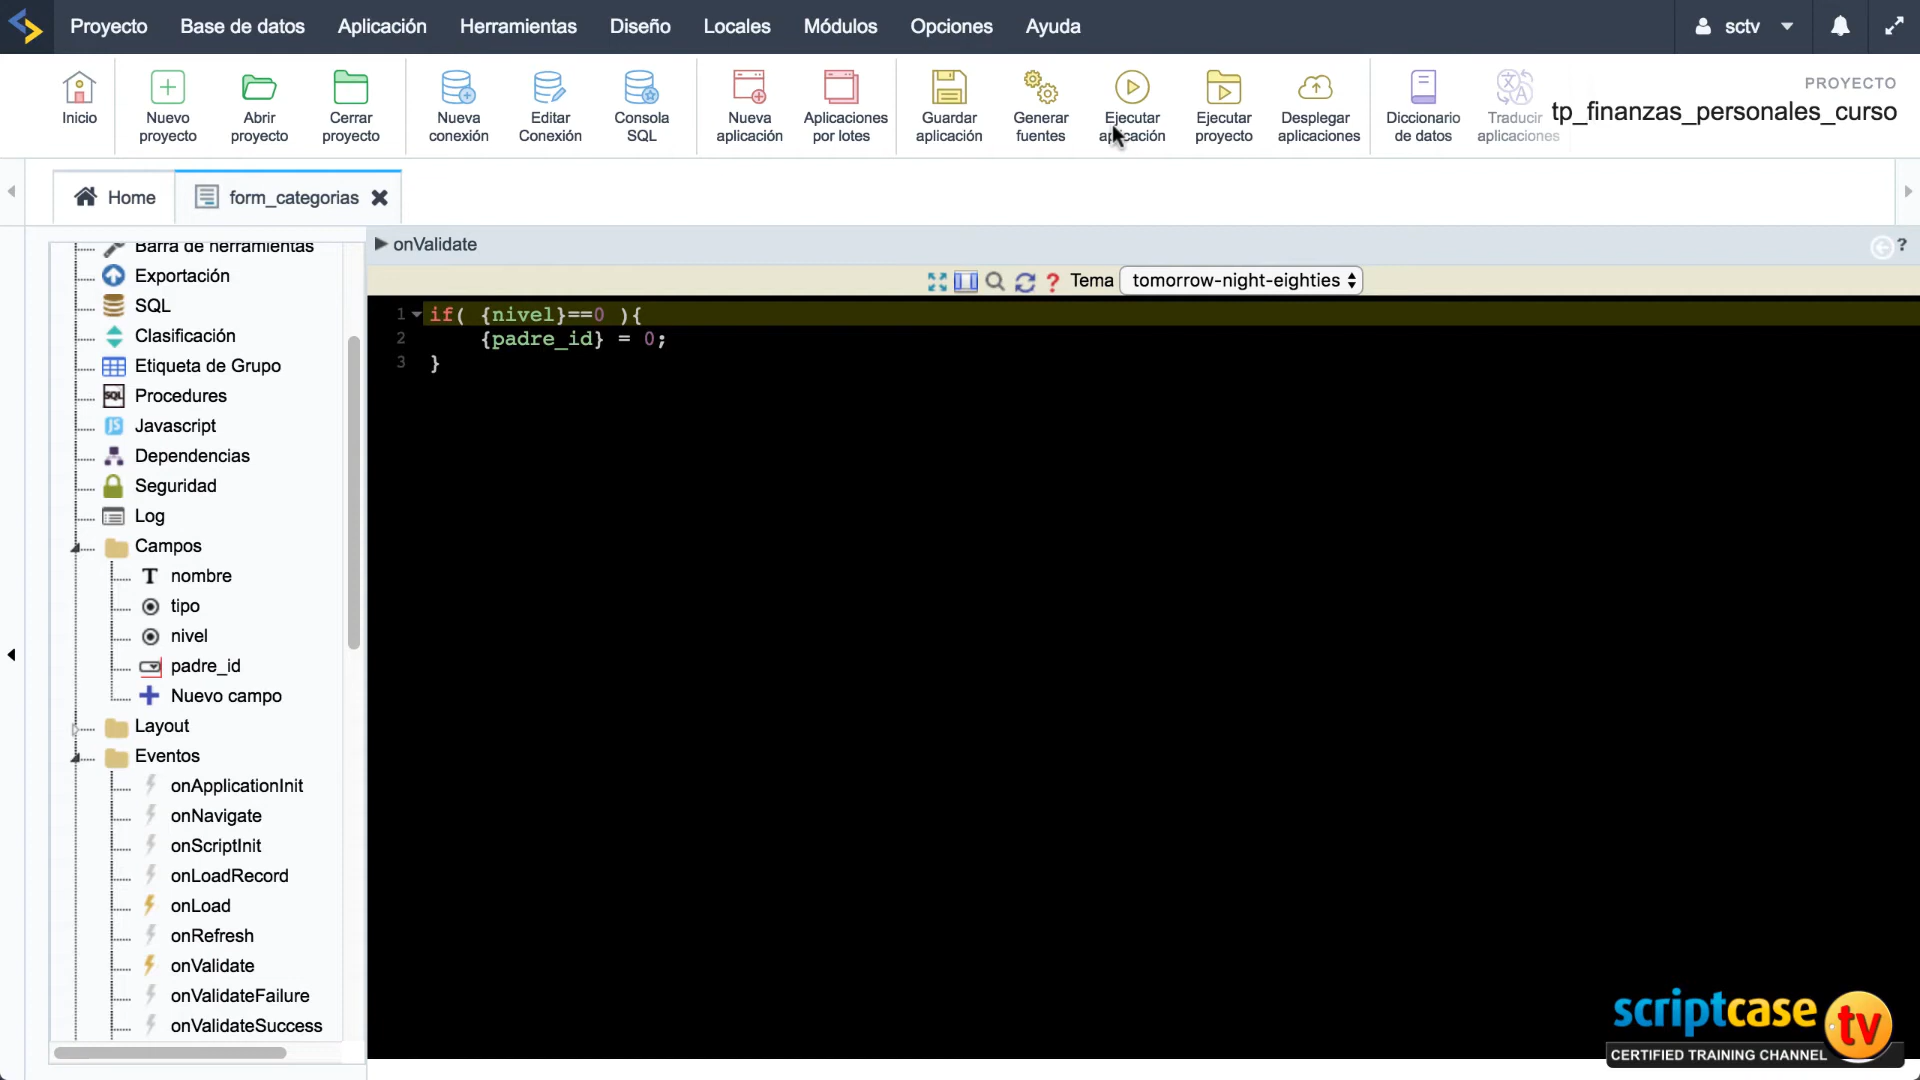 Proyecto Base de datos Aplicación Herramientas Diseño Locales Módulos Opciones Ayuda sctv
Inicio
Nuevo proyecto
Abrir proyecto
Cerrar proyecto
Nueva conexión
Editar Conexión
Consola SQL
Nueva aplicación
Aplicaciones por lotes
Guardar aplicación
Generar fuentes
Ejecutar aplicación
Ejecutar proyecto
Desplegar aplicaciones
Diccionario de datos
Traducir aplicaciones
PROYECTO
tp_finanzas_personales_curso
Home form_categorias
Barra de herramientas
Exportación
SQL
Clasificación
Etiqueta de Grupo
SQL Procedures
JS Javascript
Dependencias
Seguridad
Log
Campos
T nombre
tipo
nivel
padre_id
Nuevo campo
Layout
Eventos
onApplicationInit
onNavigate
onScriptInit
onLoadRecord
onLoad
onRefresh
onValidate
onValidateFailure
onValidateSuccess
onValidate ?
? Tema tomorrow-night-eighties
1 if( {nivel}==0 ){
2 {padre_id} = 0;
3 }
scriptcase tv
CERTIFIED TRAINING CHANNEL